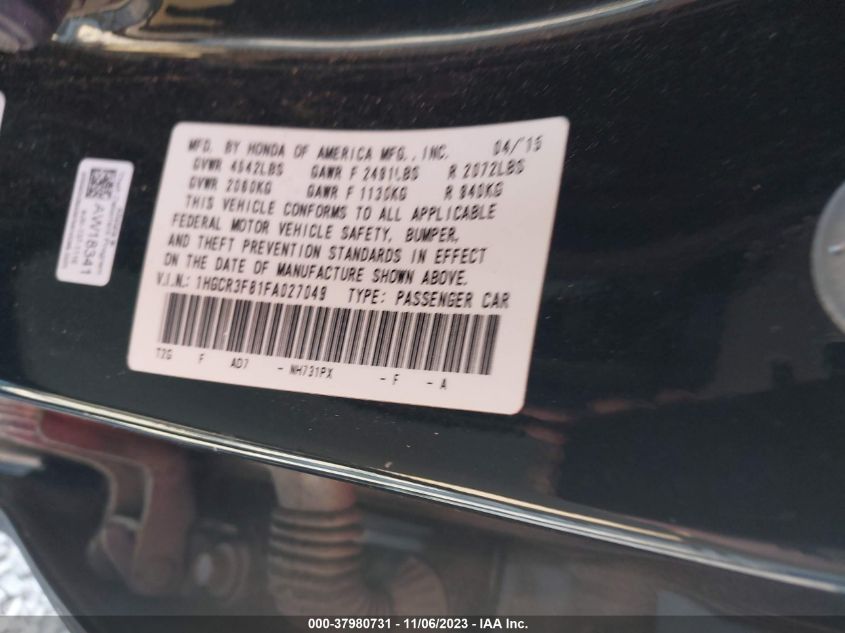 MFD. BY HONDA OF AMERICA MFG., INC. 04/'15
GVWR 4542LBS GAWR F 2491LBS R 2072LBS
GVWR 2060KG GAWR F 1130KG R 940KG
THIS VEHICLE CONFORMS TO ALL APPLICABLE
FEDERAL MOTOR VEHICLE SAFETY, BUMPER,
AND THEFT PREVENTION STANDARDS IN EFFECT
ON THE DATE OF MANUFACTURE SHOWN ABOVE.
V.I.N.: 1HGCR3F81FA027049 TYPE: PASSENGER CAR
T2G F AD7 - NH731PX - F - A
AW18341
000-37980731 - 11/06/2023 - IAA Inc.